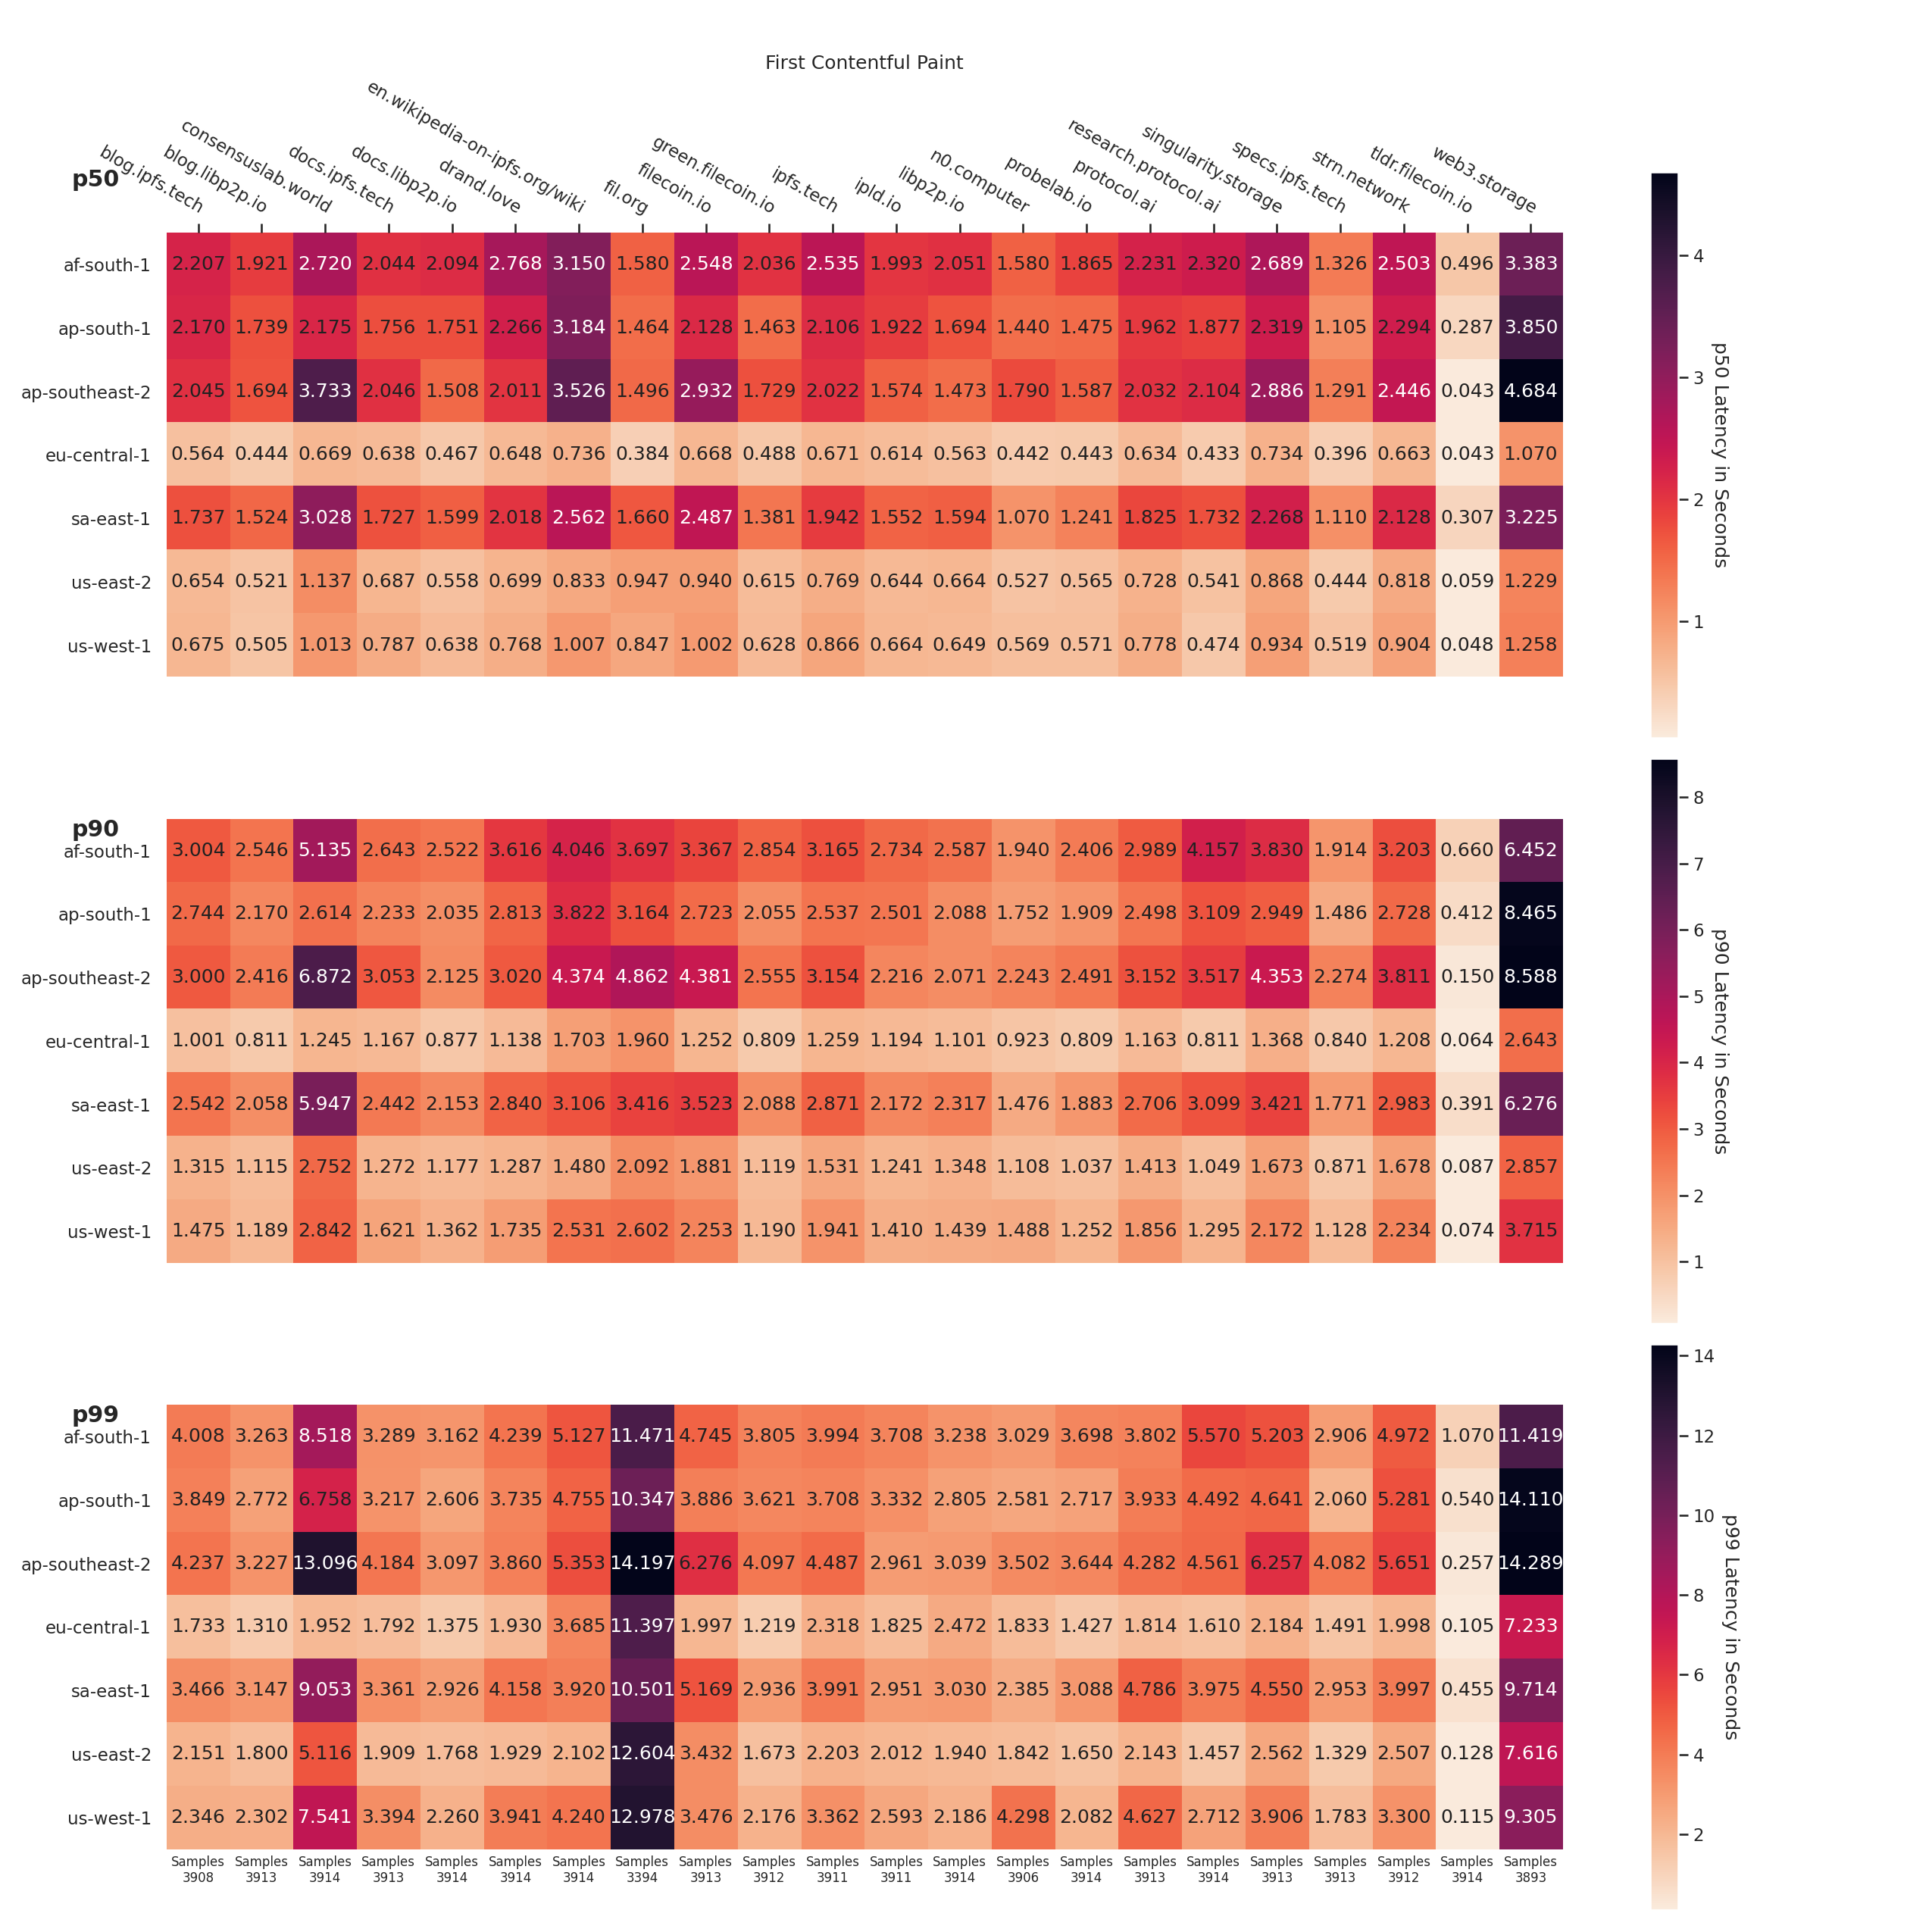 First Contentful Paint
p50
blog.ipfs.tech
blog.libp2p.io
consensuslab.world
docs.ipfs.tech
docs.libp2p.io
drand.love
en.wikipedia-on-ipfs.org/wiki
fil.org
filecoin.io
green.filecoin.io
ipfs.tech
ipld.io
libp2p.io
n0.computer
probelab.io
protocol.ai
research.protocol.ai
singularity.storage
specs.ipfs.tech
strn.network
tldr.filecoin.io
web3.storage
af-south-1 2.207 1.921 2.720 2.044 2.094 2.768 3.150 1.580 2.548 2.036 2.535 1.993 2.051 1.580 1.865 2.231 2.320 2.689 1.326 2.503 0.496 3.383
ap-south-1 2.170 1.739 2.175 1.756 1.751 2.266 3.184 1.464 2.128 1.463 2.106 1.922 1.694 1.440 1.475 1.962 1.877 2.319 1.105 2.294 0.287 3.850
ap-southeast-2 2.045 1.694 3.733 2.046 1.508 2.011 3.526 1.496 2.932 1.729 2.022 1.574 1.473 1.790 1.587 2.032 2.104 2.886 1.291 2.446 0.043 4.684
eu-central-1 0.564 0.444 0.669 0.638 0.467 0.648 0.736 0.384 0.668 0.488 0.671 0.614 0.563 0.442 0.443 0.634 0.433 0.734 0.396 0.663 0.043 1.070
sa-east-1 1.737 1.524 3.028 1.727 1.599 2.018 2.562 1.660 2.487 1.381 1.942 1.552 1.594 1.070 1.241 1.825 1.732 2.268 1.110 2.128 0.307 3.225
us-east-2 0.654 0.521 1.137 0.687 0.558 0.699 0.833 0.947 0.940 0.615 0.769 0.644 0.664 0.527 0.565 0.728 0.541 0.868 0.444 0.818 0.059 1.229
us-west-1 0.675 0.505 1.013 0.787 0.638 0.768 1.007 0.847 1.002 0.628 0.866 0.664 0.649 0.569 0.571 0.778 0.474 0.934 0.519 0.904 0.048 1.258
4
3
2
1
p50 Latency in Seconds
p90
af-south-1 3.004 2.546 5.135 2.643 2.522 3.616 4.046 3.697 3.367 2.854 3.165 2.734 2.587 1.940 2.406 2.989 4.157 3.830 1.914 3.203 0.660 6.452
ap-south-1 2.744 2.170 2.614 2.233 2.035 2.813 3.822 3.164 2.723 2.055 2.537 2.501 2.088 1.752 1.909 2.498 3.109 2.949 1.486 2.728 0.412 8.465
ap-southeast-2 3.000 2.416 6.872 3.053 2.125 3.020 4.374 4.862 4.381 2.555 3.154 2.216 2.071 2.243 2.491 3.152 3.517 4.353 2.274 3.811 0.150 8.588
eu-central-1 1.001 0.811 1.245 1.167 0.877 1.138 1.703 1.960 1.252 0.809 1.259 1.194 1.101 0.923 0.809 1.163 0.811 1.368 0.840 1.208 0.064 2.643
sa-east-1 2.542 2.058 5.947 2.442 2.153 2.840 3.106 3.416 3.523 2.088 2.871 2.172 2.317 1.476 1.883 2.706 3.099 3.421 1.771 2.983 0.391 6.276
us-east-2 1.315 1.115 2.752 1.272 1.177 1.287 1.480 2.092 1.881 1.119 1.531 1.241 1.348 1.108 1.037 1.413 1.049 1.673 0.871 1.678 0.087 2.857
us-west-1 1.475 1.189 2.842 1.621 1.362 1.735 2.531 2.602 2.253 1.190 1.941 1.410 1.439 1.488 1.252 1.856 1.295 2.172 1.128 2.234 0.074 3.715
8
7
6
5
4
3
2
1
p90 Latency in Seconds
p99
af-south-1 4.008 3.263 8.518 3.289 3.162 4.239 5.127 11.471 4.745 3.805 3.994 3.708 3.238 3.029 3.698 3.802 5.570 5.203 2.906 4.972 1.070 11.419
ap-south-1 3.849 2.772 6.758 3.217 2.606 3.735 4.755 10.347 3.886 3.621 3.708 3.332 2.805 2.581 2.717 3.933 4.492 4.641 2.060 5.281 0.540 14.110
ap-southeast-2 4.237 3.227 13.096 4.184 3.097 3.860 5.353 14.197 6.276 4.097 4.487 2.961 3.039 3.502 3.644 4.282 4.561 6.257 4.082 5.651 0.257 14.289
eu-central-1 1.733 1.310 1.952 1.792 1.375 1.930 3.685 11.397 1.997 1.219 2.318 1.825 2.472 1.833 1.427 1.814 1.610 2.184 1.491 1.998 0.105 7.233
sa-east-1 3.466 3.147 9.053 3.361 2.926 4.158 3.920 10.501 5.169 2.936 3.991 2.951 3.030 2.385 3.088 4.786 3.975 4.550 2.953 3.997 0.455 9.714
us-east-2 2.151 1.800 5.116 1.909 1.768 1.929 2.102 12.604 3.432 1.673 2.203 2.012 1.940 1.842 1.650 2.143 1.457 2.562 1.329 2.507 0.128 7.616
us-west-1 2.346 2.302 7.541 3.394 2.260 3.941 4.240 12.978 3.476 2.176 3.362 2.593 2.186 4.298 2.082 4.627 2.712 3.906 1.783 3.300 0.115 9.305
Samples Samples Samples Samples Samples Samples Samples Samples Samples Samples Samples Samples Samples Samples Samples Samples Samples Samples Samples Samples Samples Samples
3908 3913 3914 3913 3914 3914 3914 3394 3913 3912 3911 3911 3914 3906 3914 3913 3914 3913 3913 3912 3914 3893
14
12
10
8
6
4
2
p99 Latency in Seconds